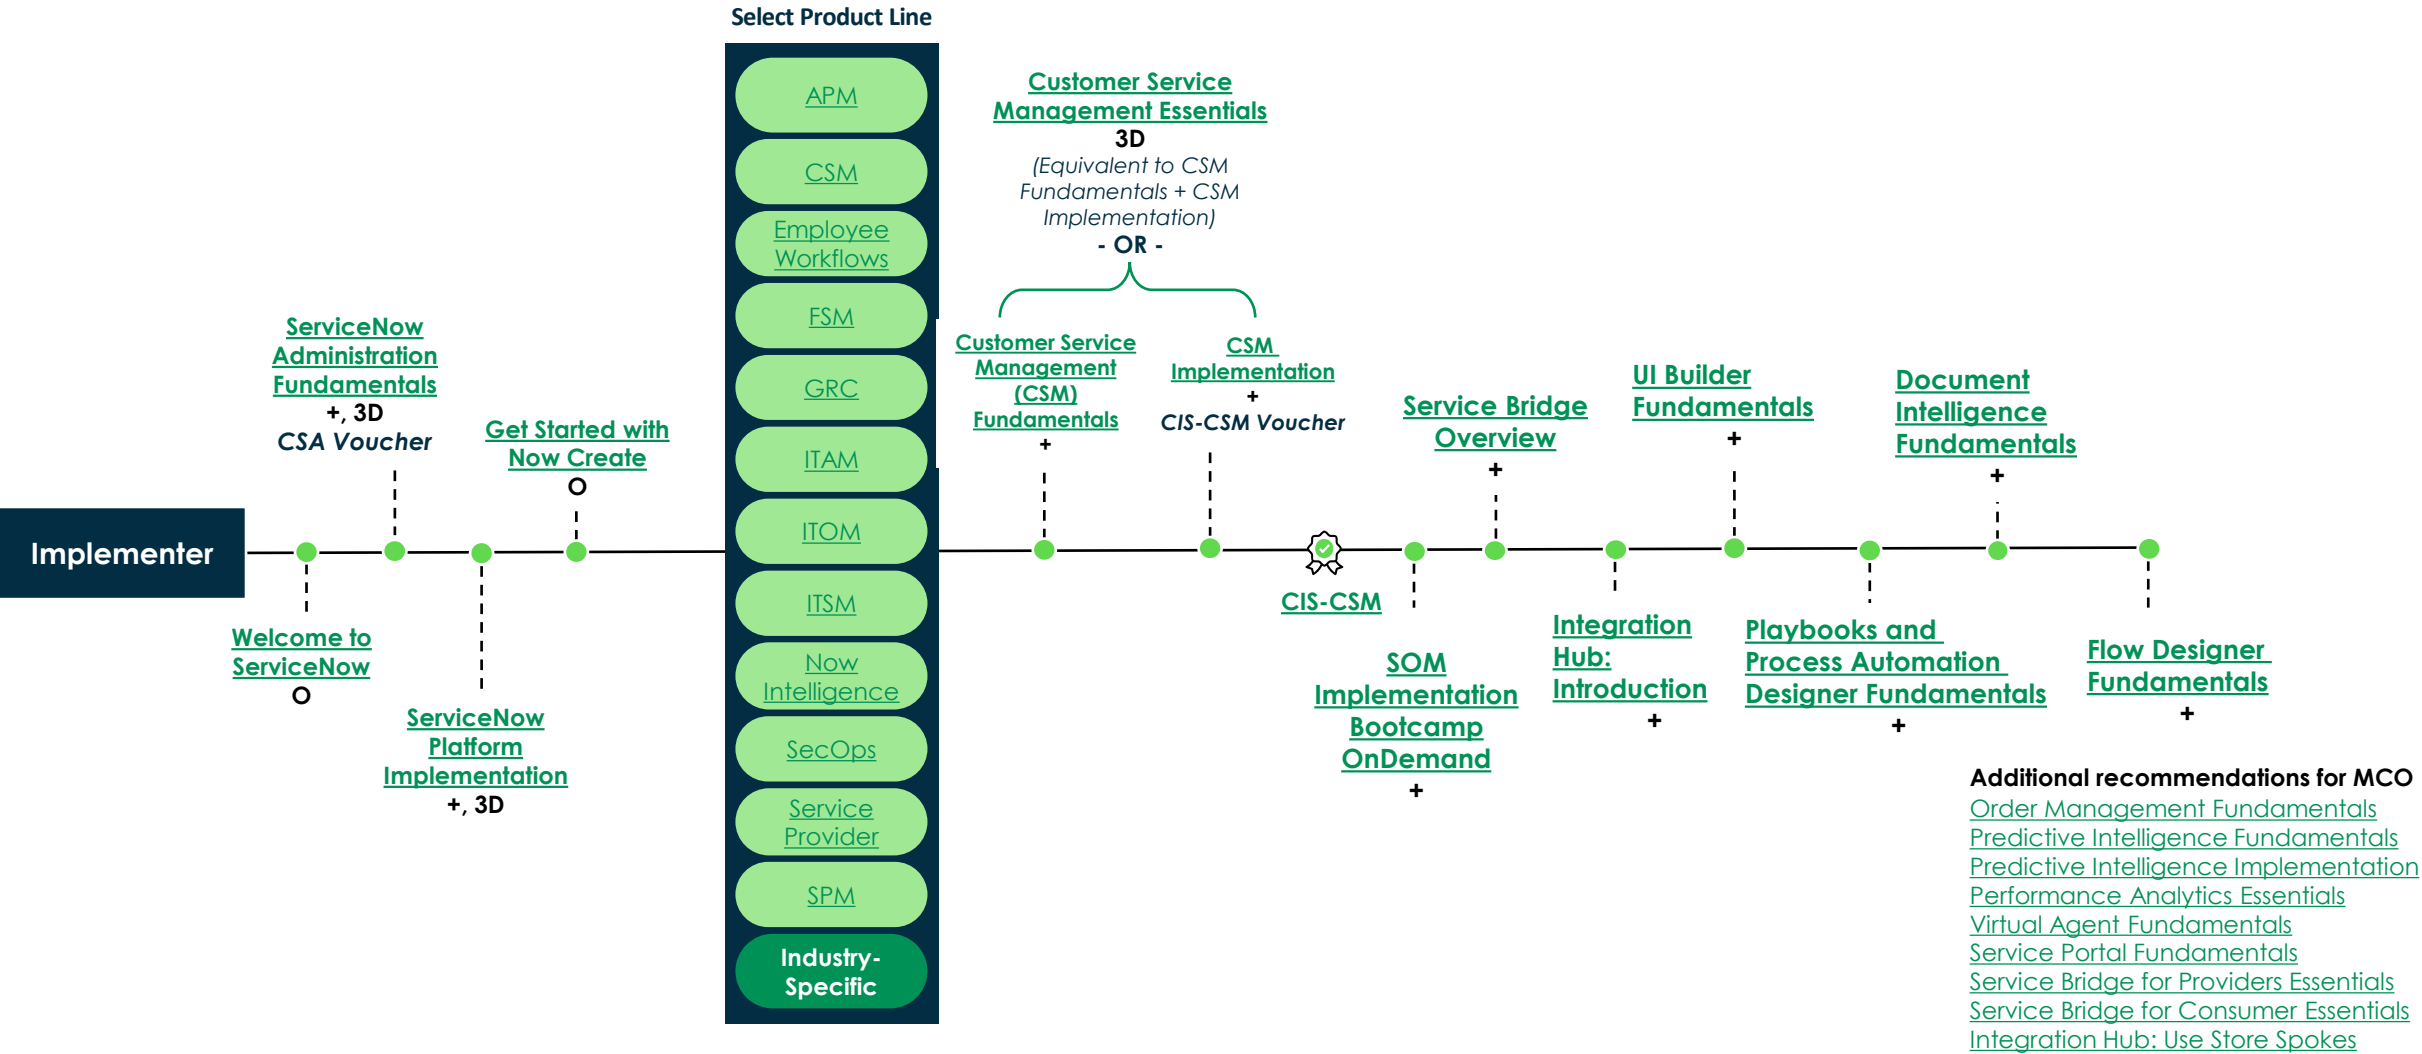 Select Product Line
APM
CSM
Employee
Workflows
FSM
GRC
ITAM
ITOM
ITSM
Now
Intelligence
SecOps
Service
Provider
SPM
Industry-
Specific
Implementer
Welcome to
ServiceNow
O
ServiceNow
Administration
Fundamentals
+, 3D
CSA Voucher
ServiceNow
Platform
Implementation
+, 3D
Get Started with
Now Create
O
Customer Service
Management Essentials
3D
(Equivalent to CSM
Fundamentals + CSM
Implementation)
- OR -
Customer Service
Management
(CSM)
Fundamentals
+
CSM
Implementation
+
CIS-CSM Voucher
CIS-CSM
SOM
Implementation
Bootcamp
OnDemand
+
Service Bridge
Overview
+
Integration
Hub:
Introduction
+
UI Builder
Fundamentals
+
Playbooks and
Process Automation
Designer Fundamentals
+
Document
Intelligence
Fundamentals
+
Flow Designer
Fundamentals
+
Additional recommendations for MCO
Order Management Fundamentals
Predictive Intelligence Fundamentals
Predictive Intelligence Implementation
Performance Analytics Essentials
Virtual Agent Fundamentals
Service Portal Fundamentals
Service Bridge for Providers Essentials
Service Bridge for Consumer Essentials
Integration Hub: Use Store Spokes